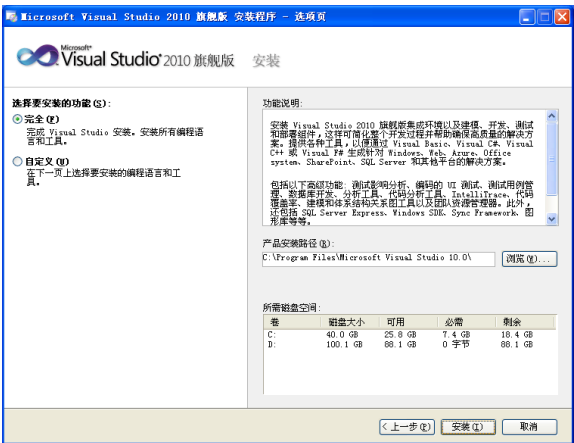 Microsoft Visual Studio 2010 旗舰版 安装程序 - 选项页
Microsoft®
Visual Studio® 2010 旗舰版 安装
选择要安装的功能(S):
完全(F)
完成 Visual Studio 安装。安装所有编程语
言和工具。
自定义(U)
在下一页上选择要安装的编程语言和工
具。
功能说明:
安装 Visual Studio 2010 旗舰版集成环境以及建模、开发、测试
和部署组件，这样可简化整个开发过程并帮助确保高质量的解决方
案。提供各种工具，以便通过 Visual Basic、Visual C#、Visual
C++ 或 Visual F# 生成针对 Windows、Web、Azure、Office
system、SharePoint、SQL Server 和其他平台的解决方案。
包括以下高级功能: 测试影响分析、编码的 UI 测试、测试用例管
理、数据库开发、分析工具、代码分析工具、IntelliTrace、代码
覆盖率、建模和体系结构关系图工具以及团队资源管理器。此外，
还包括 SQL Server Express、Windows SDK、Sync Framework、图
形库等等。
产品安装路径(R):
C:\Program Files\Microsoft Visual Studio 10.0\
浏览(W)...
所需磁盘空间:
卷 磁盘大小 可用 必需 剩余
C: 40.0 GB 25.8 GB 7.4 GB 18.4 GB
D: 100.1 GB 88.1 GB 0 字节 88.1 GB
< 上一步(P) 安装(I) 取消